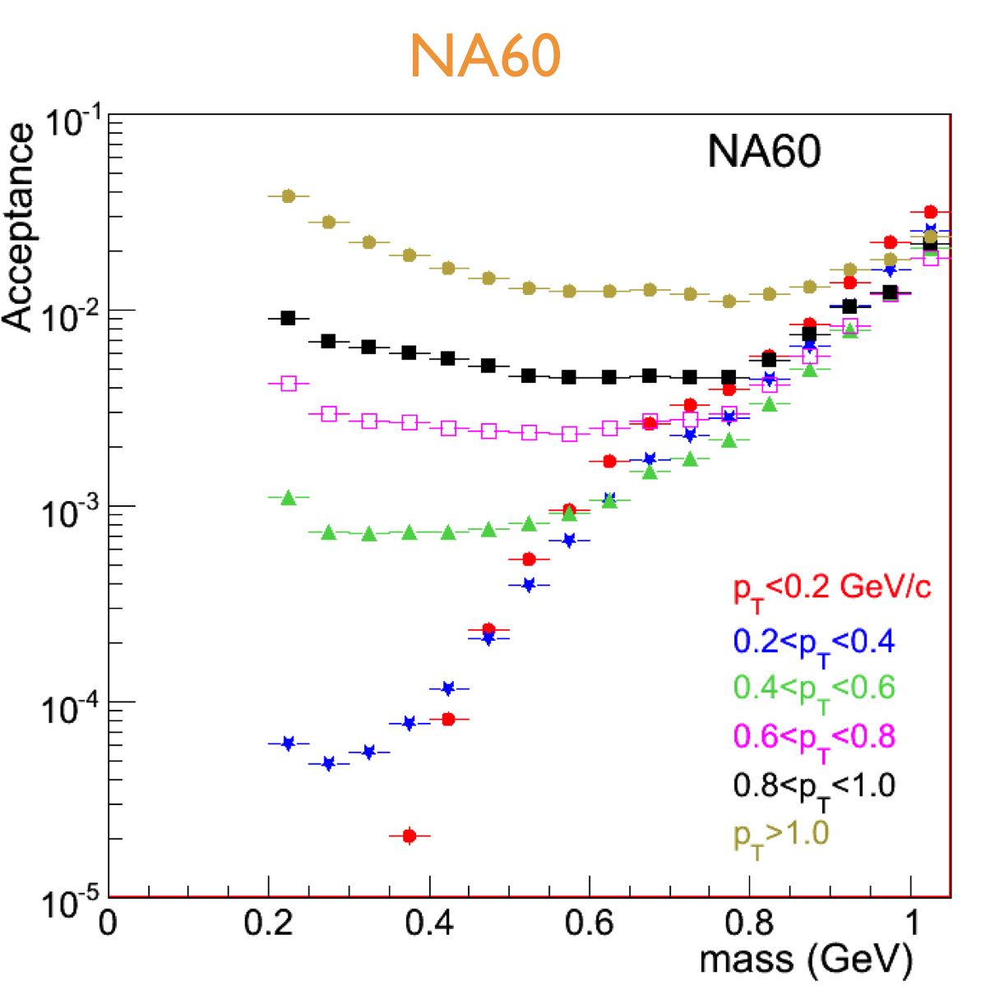 NA60
NA60
Acceptance
10⁻¹
10⁻²
10⁻³
10⁻⁴
10⁻⁵
0 0.2 0.4 0.6 0.8 1
mass (GeV)
p_T<0.2 GeV/c
0.2<p_T<0.4
0.4<p_T<0.6
0.6<p_T<0.8
0.8<p_T<1.0
p_T>1.0